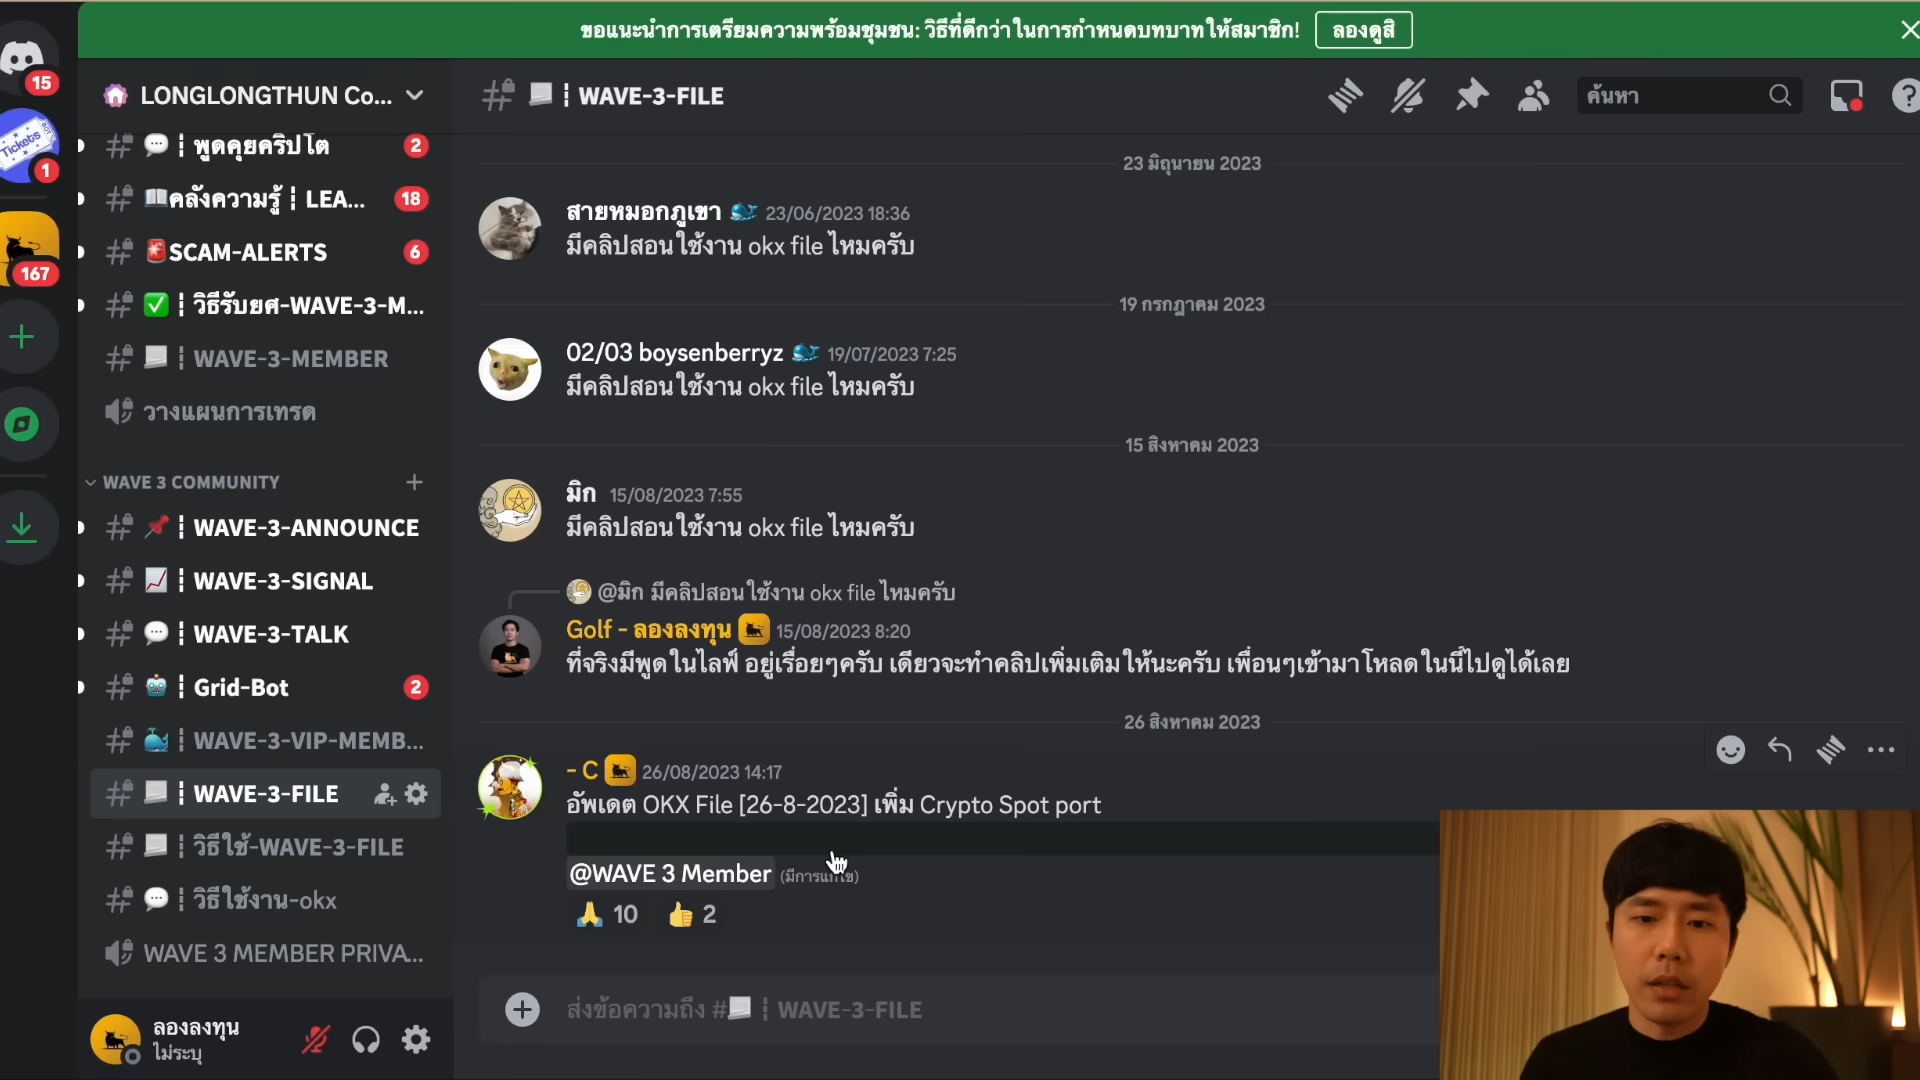 ขอแนะนำการเตรียมความพร้อมชุมชน: วิธีที่ดีกว่าในการกำหนดบทบาทให้สมาชิก! ลองดูสิ
15
Tickets
1
167
LONGLONGTHUN Co...
# ¦ พูดคุยคริปโต 2
# คลังความรู้ ¦ LEA... 18
# SCAM-ALERTS 6
# ¦ วิธีรับยศ-WAVE-3-M...
# ¦ WAVE-3-MEMBER
วางแผนการเทรด
WAVE 3 COMMUNITY +
# ¦ WAVE-3-ANNOUNCE
# ¦ WAVE-3-SIGNAL
# ¦ WAVE-3-TALK
# ¦ Grid-Bot 2
# ¦ WAVE-3-VIP-MEMB...
# ¦ WAVE-3-FILE
# ¦ วิธีใช้-WAVE-3-FILE
# ¦ วิธีใช้งาน-okx
WAVE 3 MEMBER PRIVA...
ลองลงทุน
ไม่ระบุ
# ¦ WAVE-3-FILE
ค้นหา
23 มิถุนายน 2023
สายหมอกภูเขา 🐳 23/06/2023 18:36
มีคลิปสอนใช้งาน okx file ไหมครับ
19 กรกฎาคม 2023
02/03 boysenberryz 🐳 19/07/2023 7:25
มีคลิปสอนใช้งาน okx file ไหมครับ
15 สิงหาคม 2023
มิก 15/08/2023 7:55
มีคลิปสอนใช้งาน okx file ไหมครับ
@มิก มีคลิปสอนใช้งาน okx file ไหมครับ
Golf - ลองลงทุน 15/08/2023 8:20
ที่จริงมีพูดในไลฟ์ อยู่เรื่อยๆครับ เดียวจะทำคลิปเพิ่มเติมให้นะครับ เพื่อนๆเข้ามาโหลดในนี้ไปดูได้เลย
26 สิงหาคม 2023
- C 26/08/2023 14:17
อัพเดต OKX File [26-8-2023] เพิ่ม Crypto Spot port
@WAVE 3 Member (มีการแก้ไข)
🙏 10 👍 2
ส่งข้อความถึง # ¦ WAVE-3-FILE